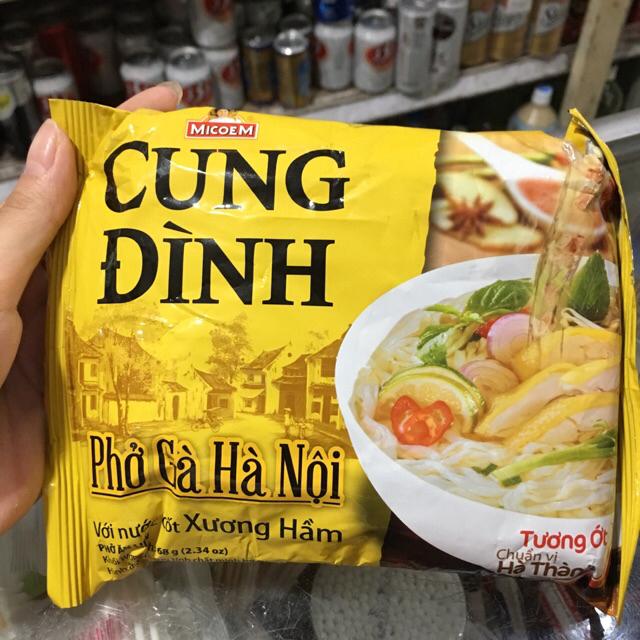 MICOEM
CUNG
ĐÌNH
Phở Gà Hà Nội
Với nước cốt Xương Hầm
68 g (2.34 oz)
Tương Ớt
Chuẩn vị
Hà Thành